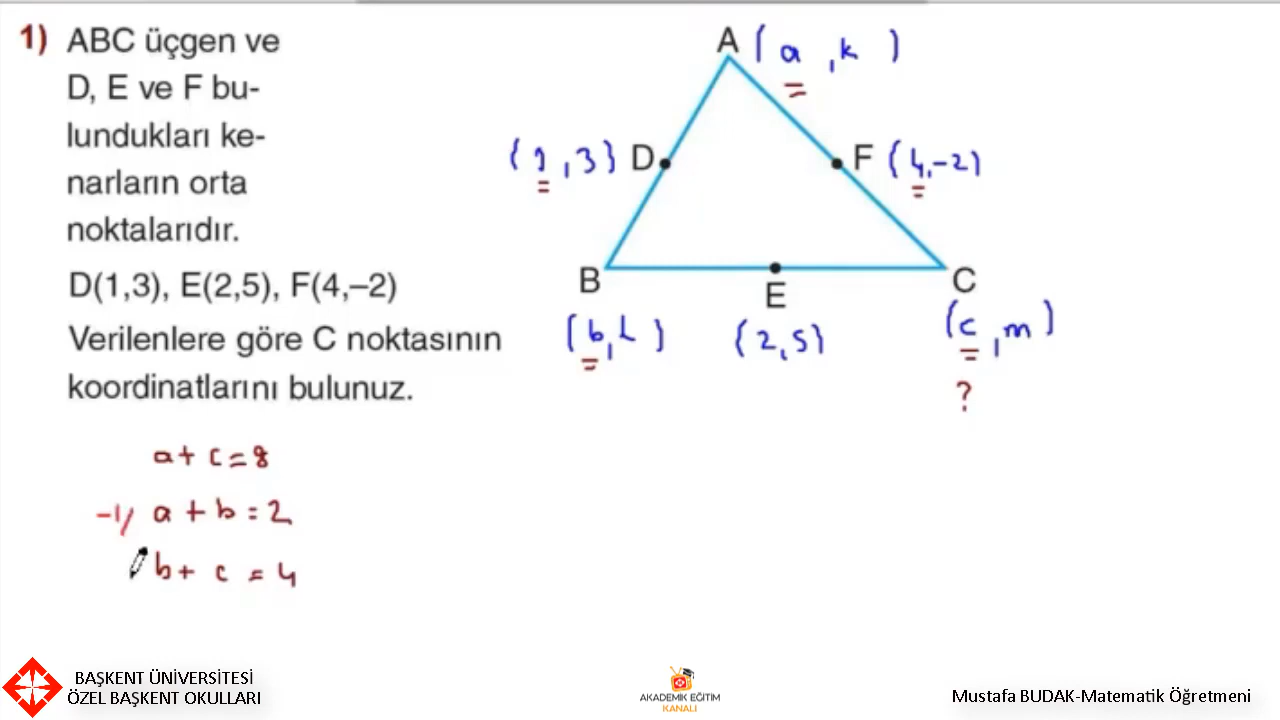 1) ABC üçgen ve
D, E ve F bu-
lundukları ke-
narların orta
noktalarıdır.
D(1,3), E(2,5), F(4,–2)
Verilenlere göre C noktasının
koordinatlarını bulunuz.
A (a, k)
(1, 3) D
F (4, -2)
B
E
C
(b, L)
(2, 5)
(c, m)
?
a + c = 8
-1/ a + b = 2
b + c = 4
BAŞKENT ÜNİVERSİTESİ
ÖZEL BAŞKENT OKULLARI
AKADEMİK EĞİTİM
KANALI
Mustafa BUDAK-Matematik Öğretmeni